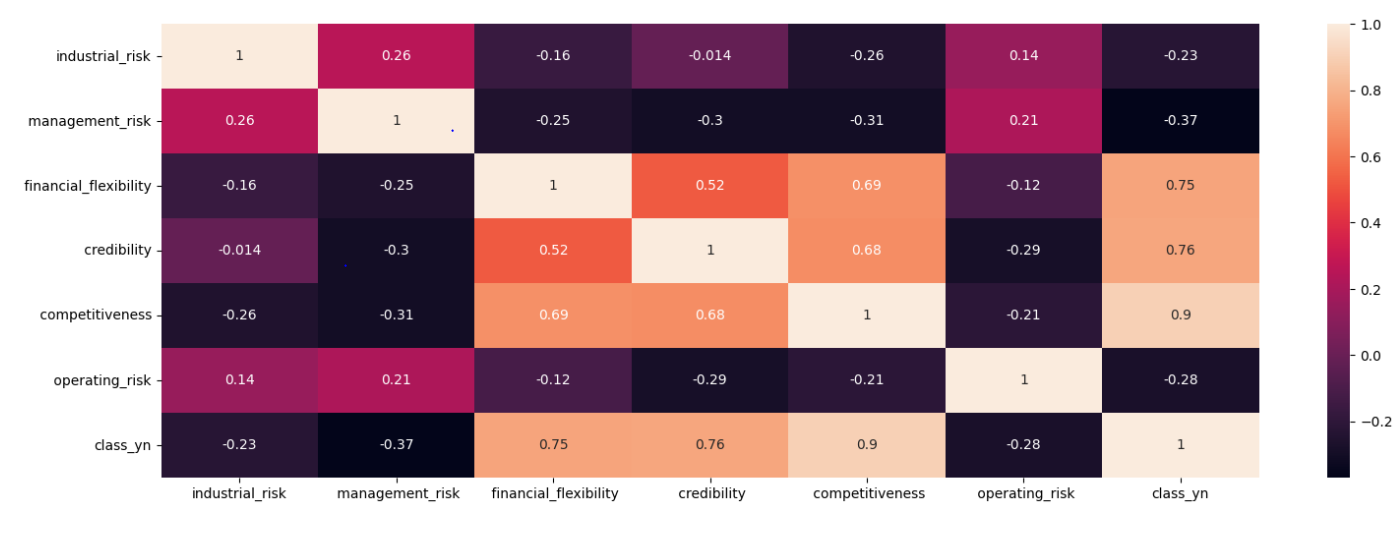 industrial_risk 1 0.26 -0.16 -0.014 -0.26 0.14 -0.23
management_risk 0.26 1 -0.25 -0.3 -0.31 0.21 -0.37
financial_flexibility -0.16 -0.25 1 0.52 0.69 -0.12 0.75
credibility -0.014 -0.3 0.52 1 0.68 -0.29 0.76
competitiveness -0.26 -0.31 0.69 0.68 1 -0.21 0.9
operating_risk 0.14 0.21 -0.12 -0.29 -0.21 1 -0.28
class_yn -0.23 -0.37 0.75 0.76 0.9 -0.28 1
industrial_risk management_risk financial_flexibility credibility competitiveness operating_risk class_yn
1.0
0.8
0.6
0.4
0.2
0.0
−0.2